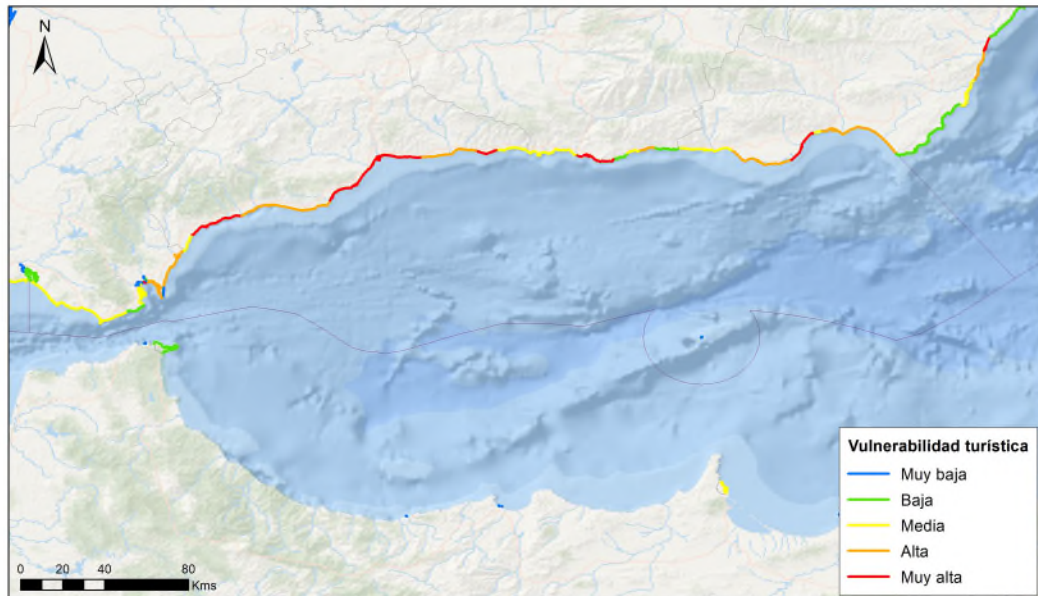 N
Vulnerabilidad turística
Muy baja
Baja
Media
Alta
Muy alta
0 20 40 80
Kms